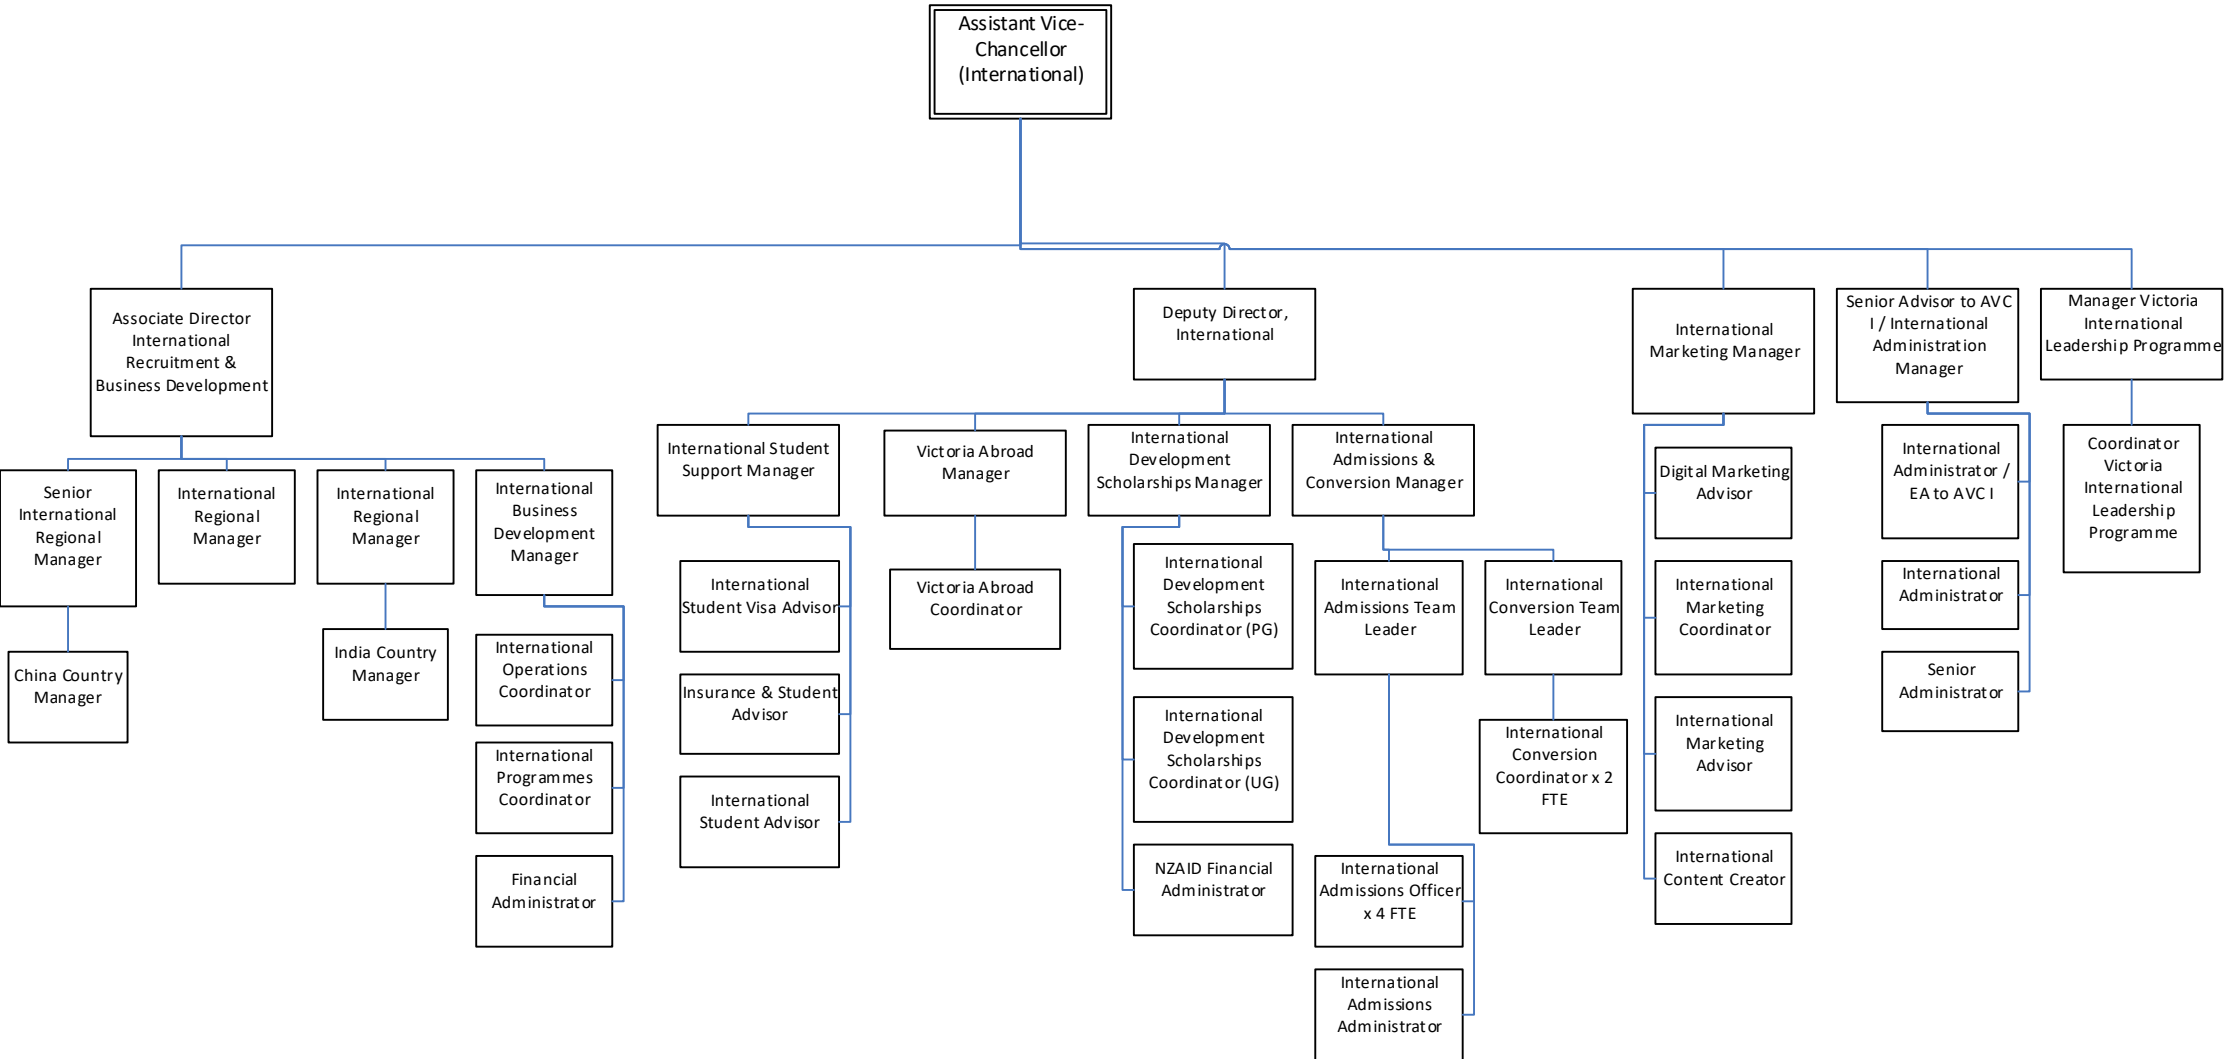 Assistant Vice-
Chancellor
(International)
Associate Director
International
Recruitment &
Business Development
Deputy Director,
International
International
Marketing Manager
Senior Advisor to AVC
I / International
Administration
Manager
Manager Victoria
International
Leadership Programme
Senior
International
Regional
Manager
International
Regional
Manager
International
Regional
Manager
International
Business
Development
Manager
International Student
Support Manager
Victoria Abroad
Manager
International
Development
Scholarships Manager
International
Admissions &
Conversion Manager
Digital Marketing
Advisor
International
Administrator /
EA to AVC I
Coordinator
Victoria
International
Leadership
Programme
China Country
Manager
India Country
Manager
International
Operations
Coordinator
International
Programmes
Coordinator
Financial
Administrator
International
Student Visa Advisor
Insurance & Student
Advisor
International
Student Advisor
Victoria Abroad
Coordinator
International
Development
Scholarships
Coordinator (PG)
International
Development
Scholarships
Coordinator (UG)
NZAID Financial
Administrator
International
Admissions Team
Leader
International
Conversion Team
Leader
International
Conversion
Coordinator x 2
FTE
International
Admissions Officer
x 4 FTE
International
Admissions
Administrator
International
Marketing
Coordinator
International
Marketing
Advisor
International
Content Creator
International
Administrator
Senior
Administrator